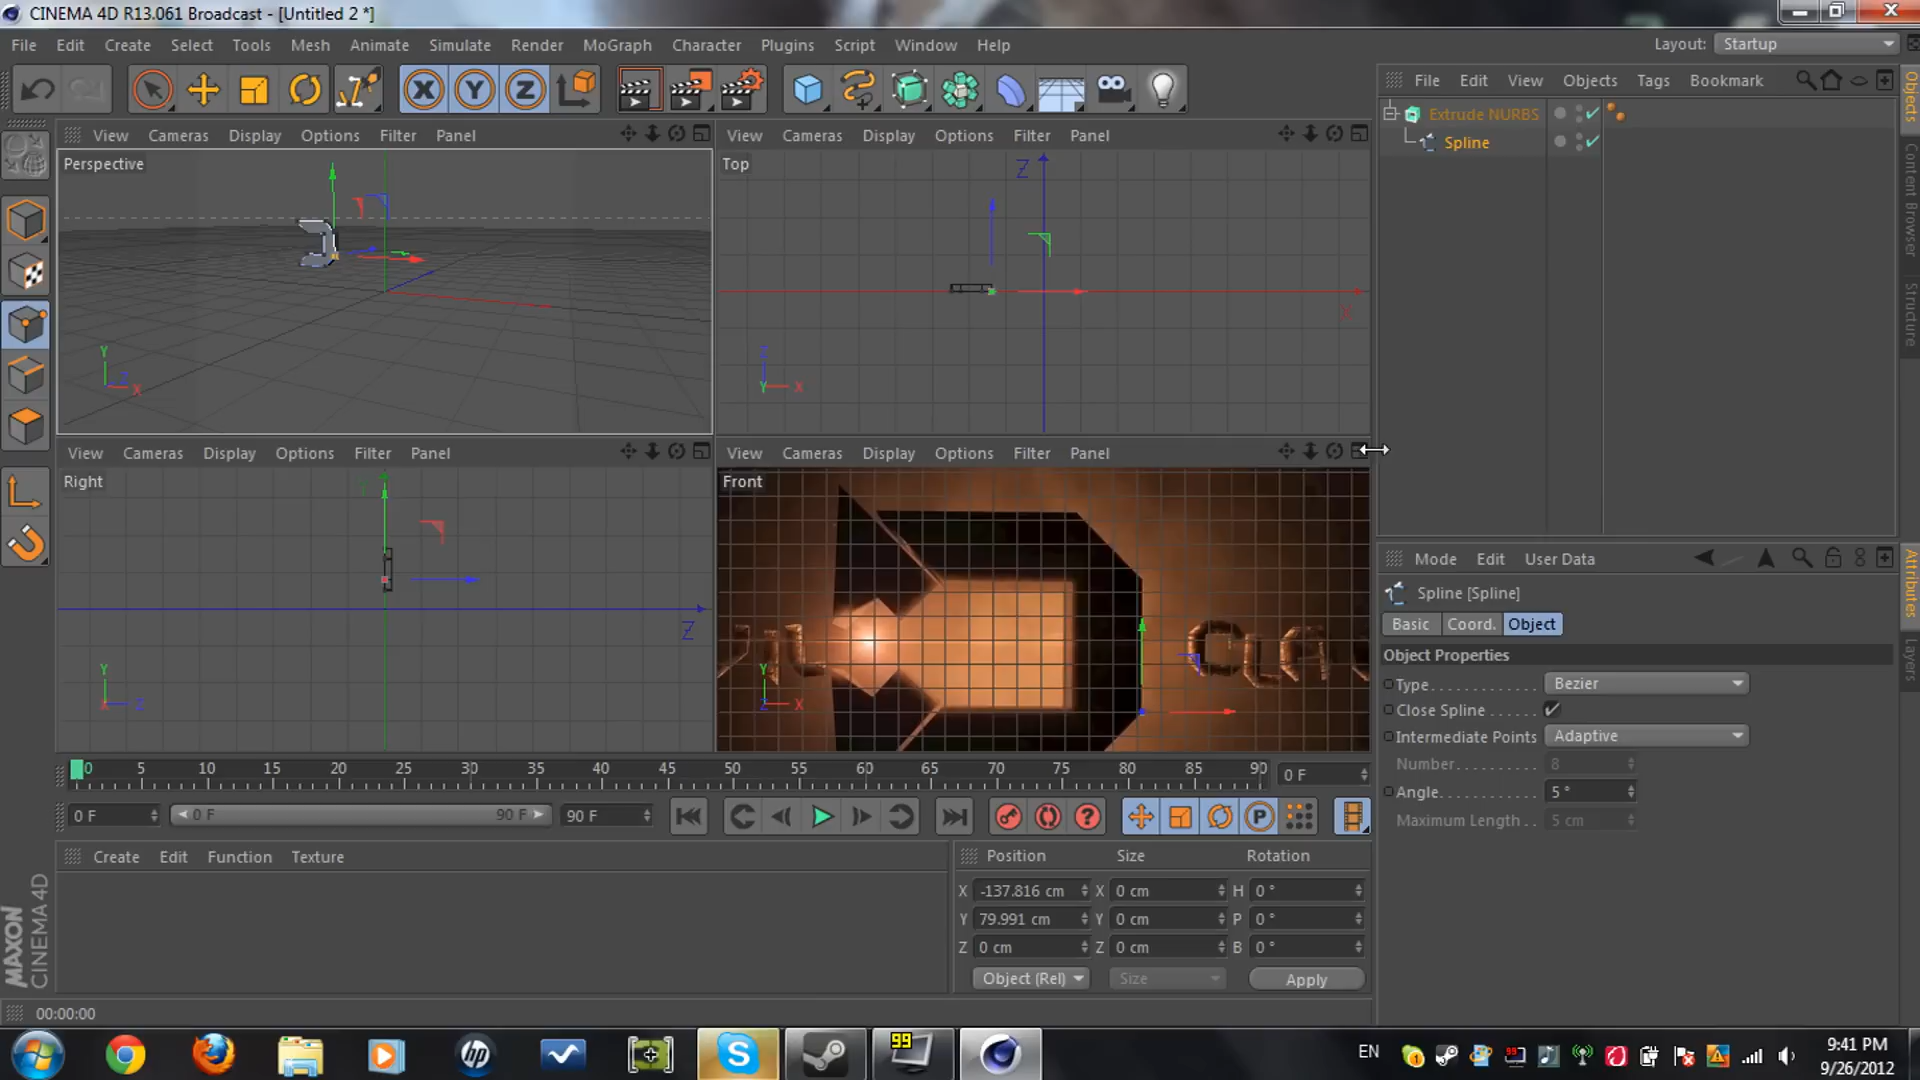 CINEMA 4D R13.061 Broadcast - [Untitled 2 *]
File Edit Create Select Tools Mesh Animate Simulate Render MoGraph Character Plugins Script Window Help
Layout: Startup
X Y Z
File Edit View Objects Tags Bookmark
Extrude NURBS
Spline
Objects
Content Browser
Structure
View Cameras Display Options Filter Panel
Perspective
Y
Z
X
View Cameras Display Options Filter Panel
Top
Z
X
Z
Y X
View Cameras Display Options Filter Panel
Right
Y
Z
Y
X Z
View Cameras Display Options Filter Panel
Front
Y
Z X
Mode Edit User Data
Spline [Spline]
Basic Coord. Object
Object Properties
Type Bezier
Close Spline
Intermediate Points Adaptive
Number 8
Angle 5 °
Maximum Length 5 cm
Attributes
Layers
0 5 10 15 20 25 30 35 40 45 50 55 60 65 70 75 80 85 90 0 F
0 F 0 F 90 F 90 F
P
Create Edit Function Texture
Position Size Rotation
X -137.816 cm X 0 cm H 0 °
Y 79.991 cm Y 0 cm P 0 °
Z 0 cm Z 0 cm B 0 °
Object (Rel) Size Apply
MAXON
CINEMA 4D
00:00:00
hp
99
EN
9:41 PM
9/26/2012